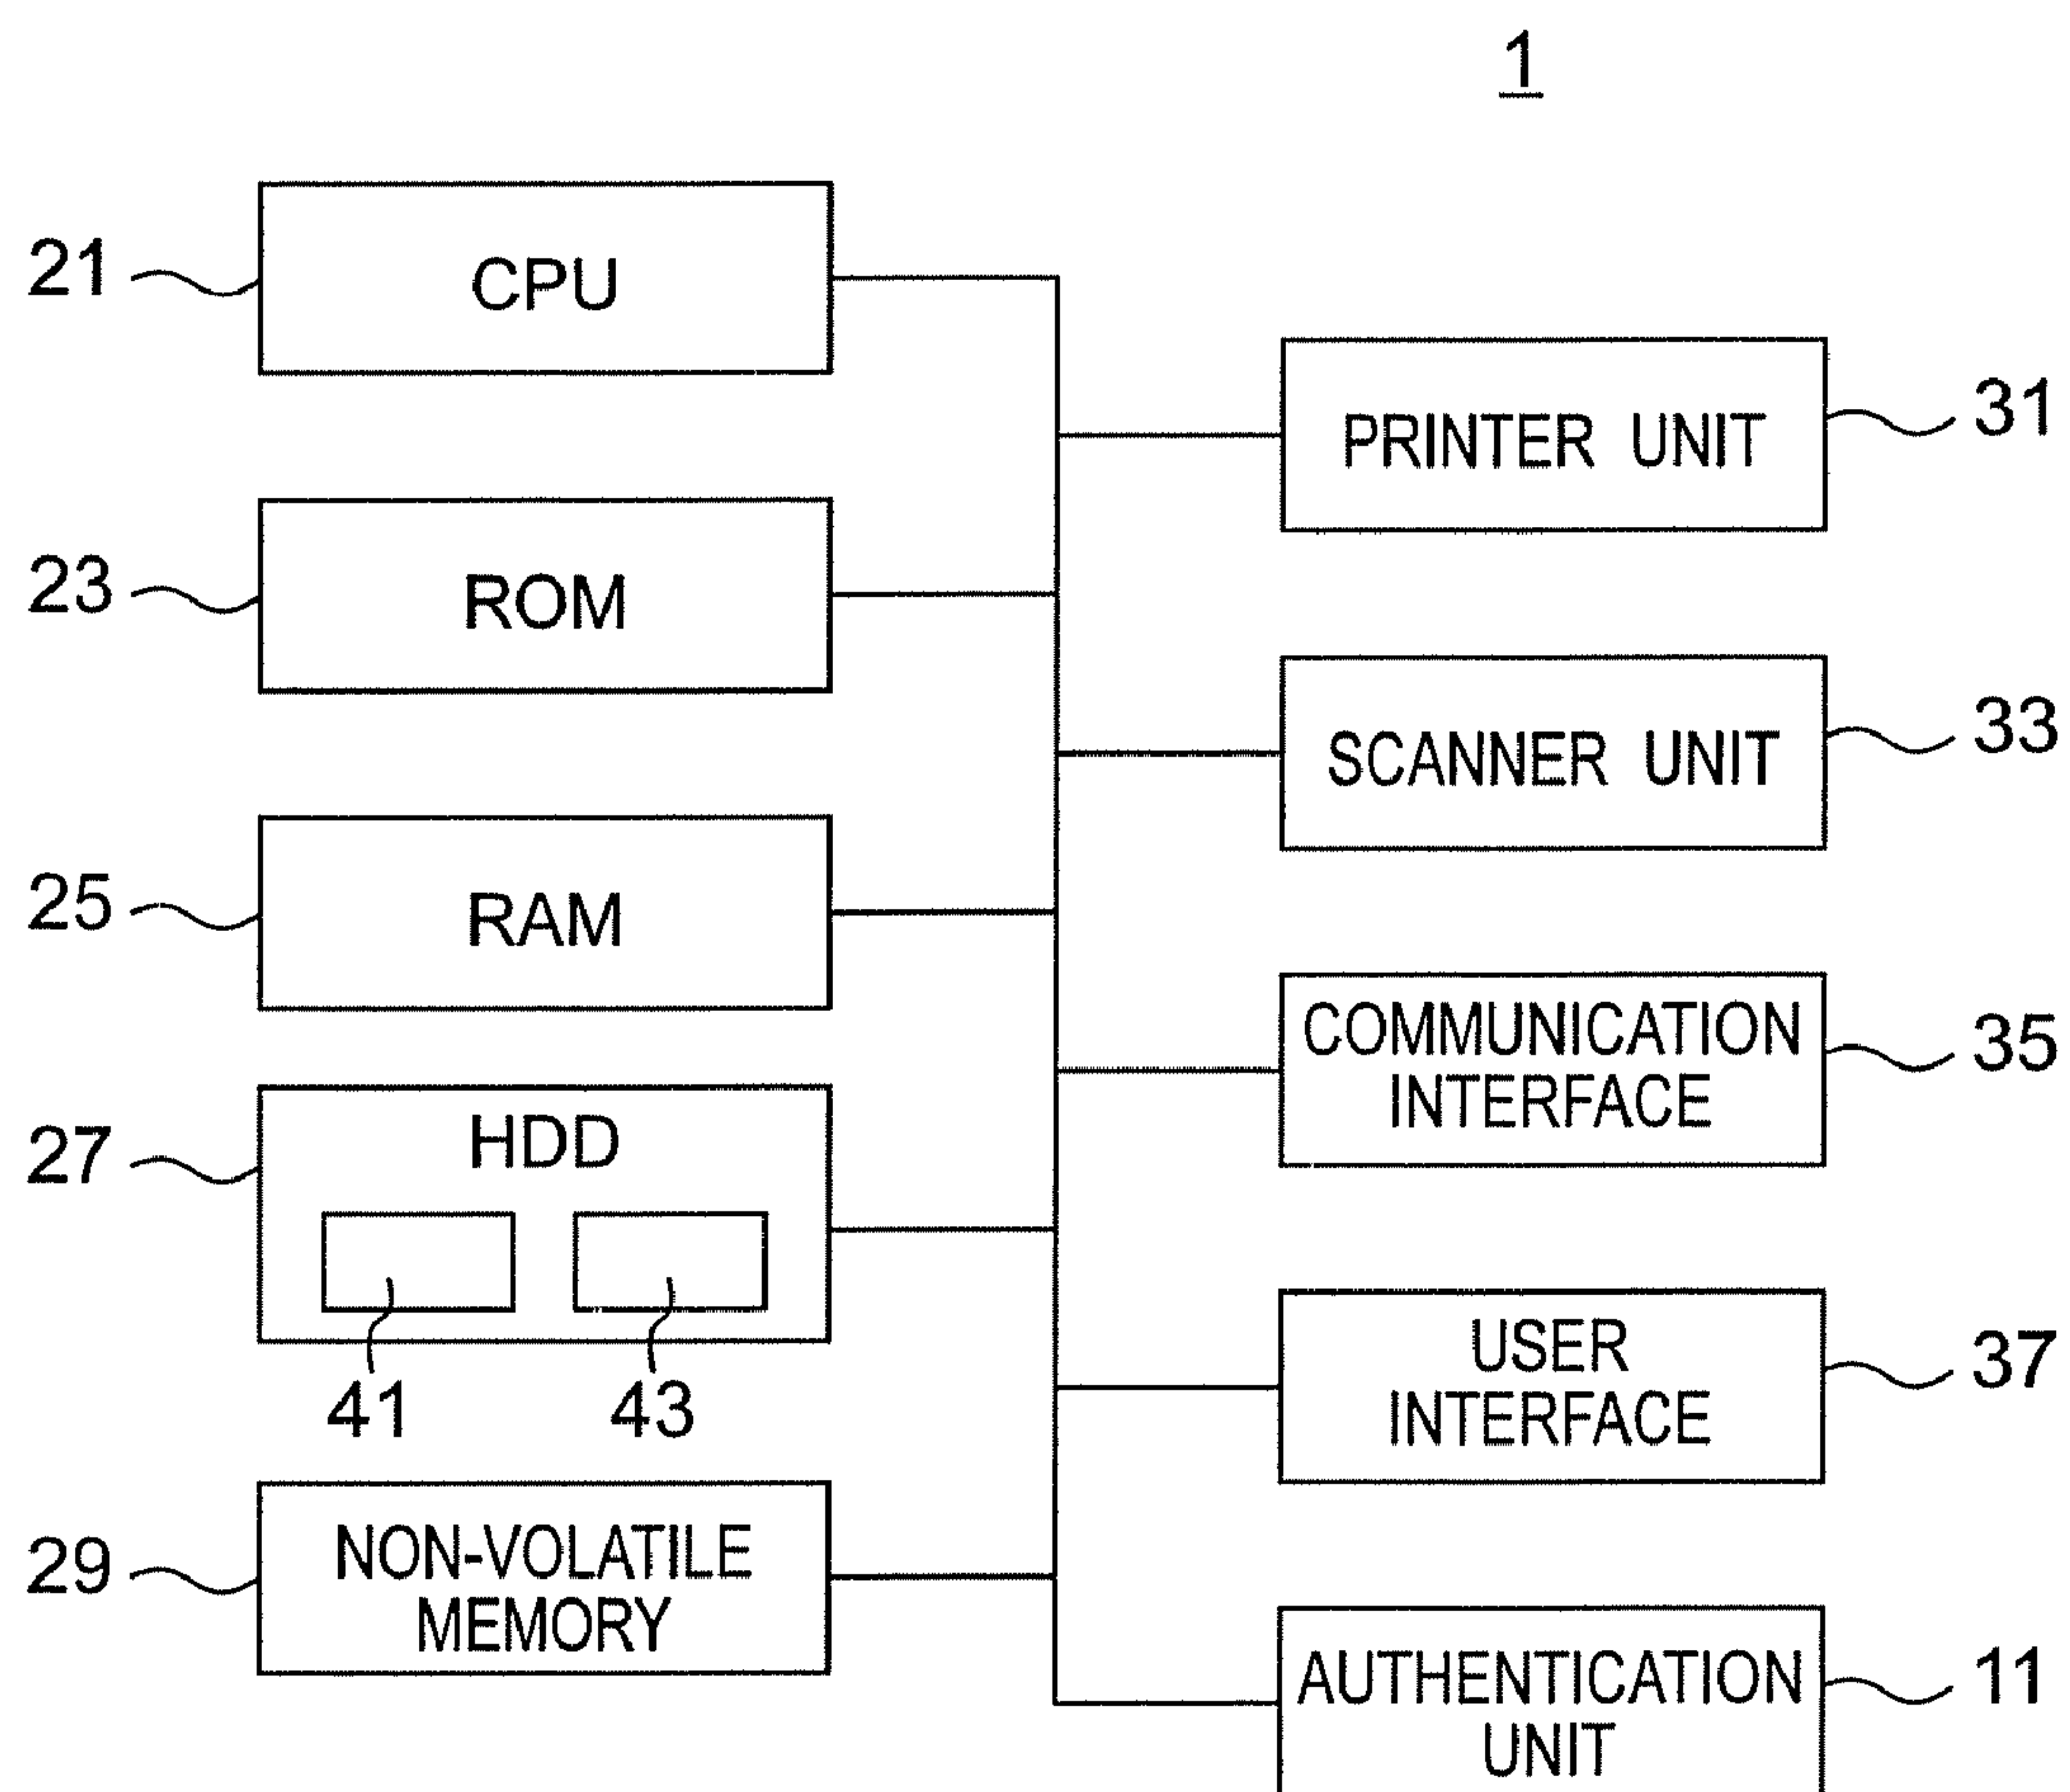 1
21
CPU
31
PRINTER UNIT
23
ROM
33
SCANNER UNIT
25
RAM
35
COMMUNICATION
INTERFACE
27
HDD
41
43
37
USER
INTERFACE
29
NON-VOLATILE
MEMORY
11
AUTHENTICATION
UNIT